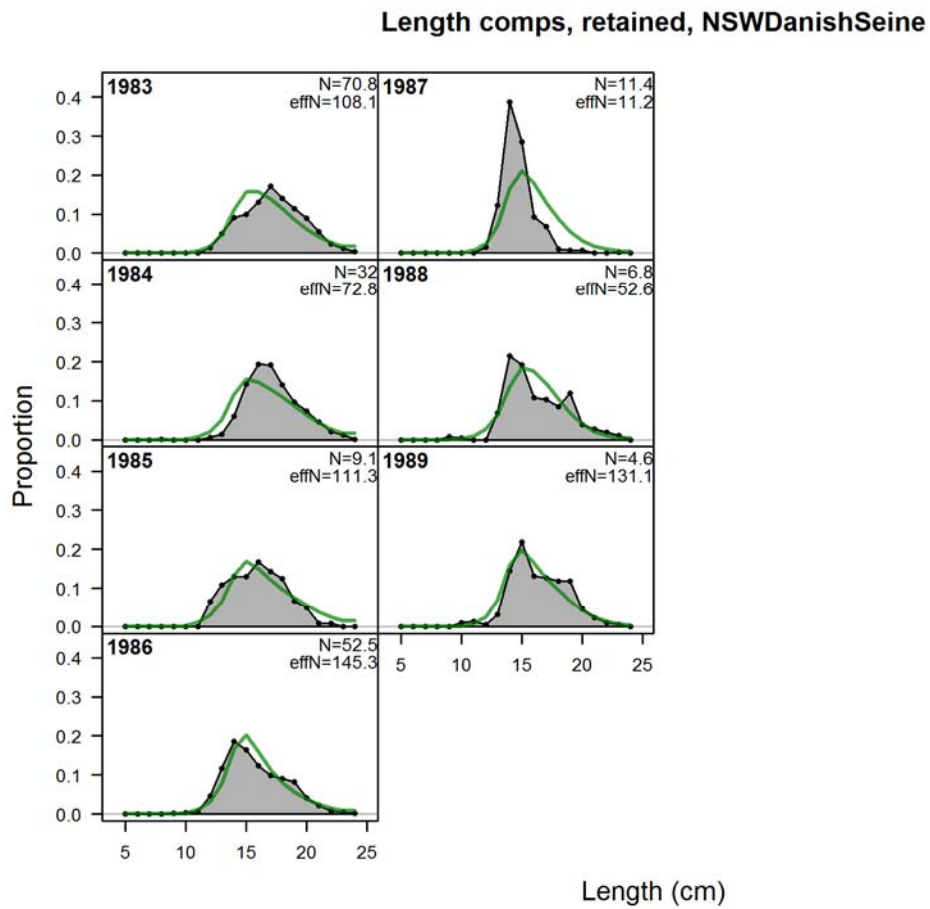 Length comps, retained, NSWDanishSeine
1983
N=70.8
effN=108.1
1984
N=32
effN=72.8
1985
N=9.1
effN=111.3
1986
N=52.5
effN=145.3
1987
N=11.4
effN=11.2
1988
N=6.8
effN=52.6
1989
N=4.6
effN=131.1
Proportion
0.4
0.3
0.2
0.1
0.0
0.4
0.3
0.2
0.1
0.0
0.4
0.3
0.2
0.1
0.0
0.4
0.3
0.2
0.1
0.0
5 10 15 20 25
5 10 15 20 25
Length (cm)